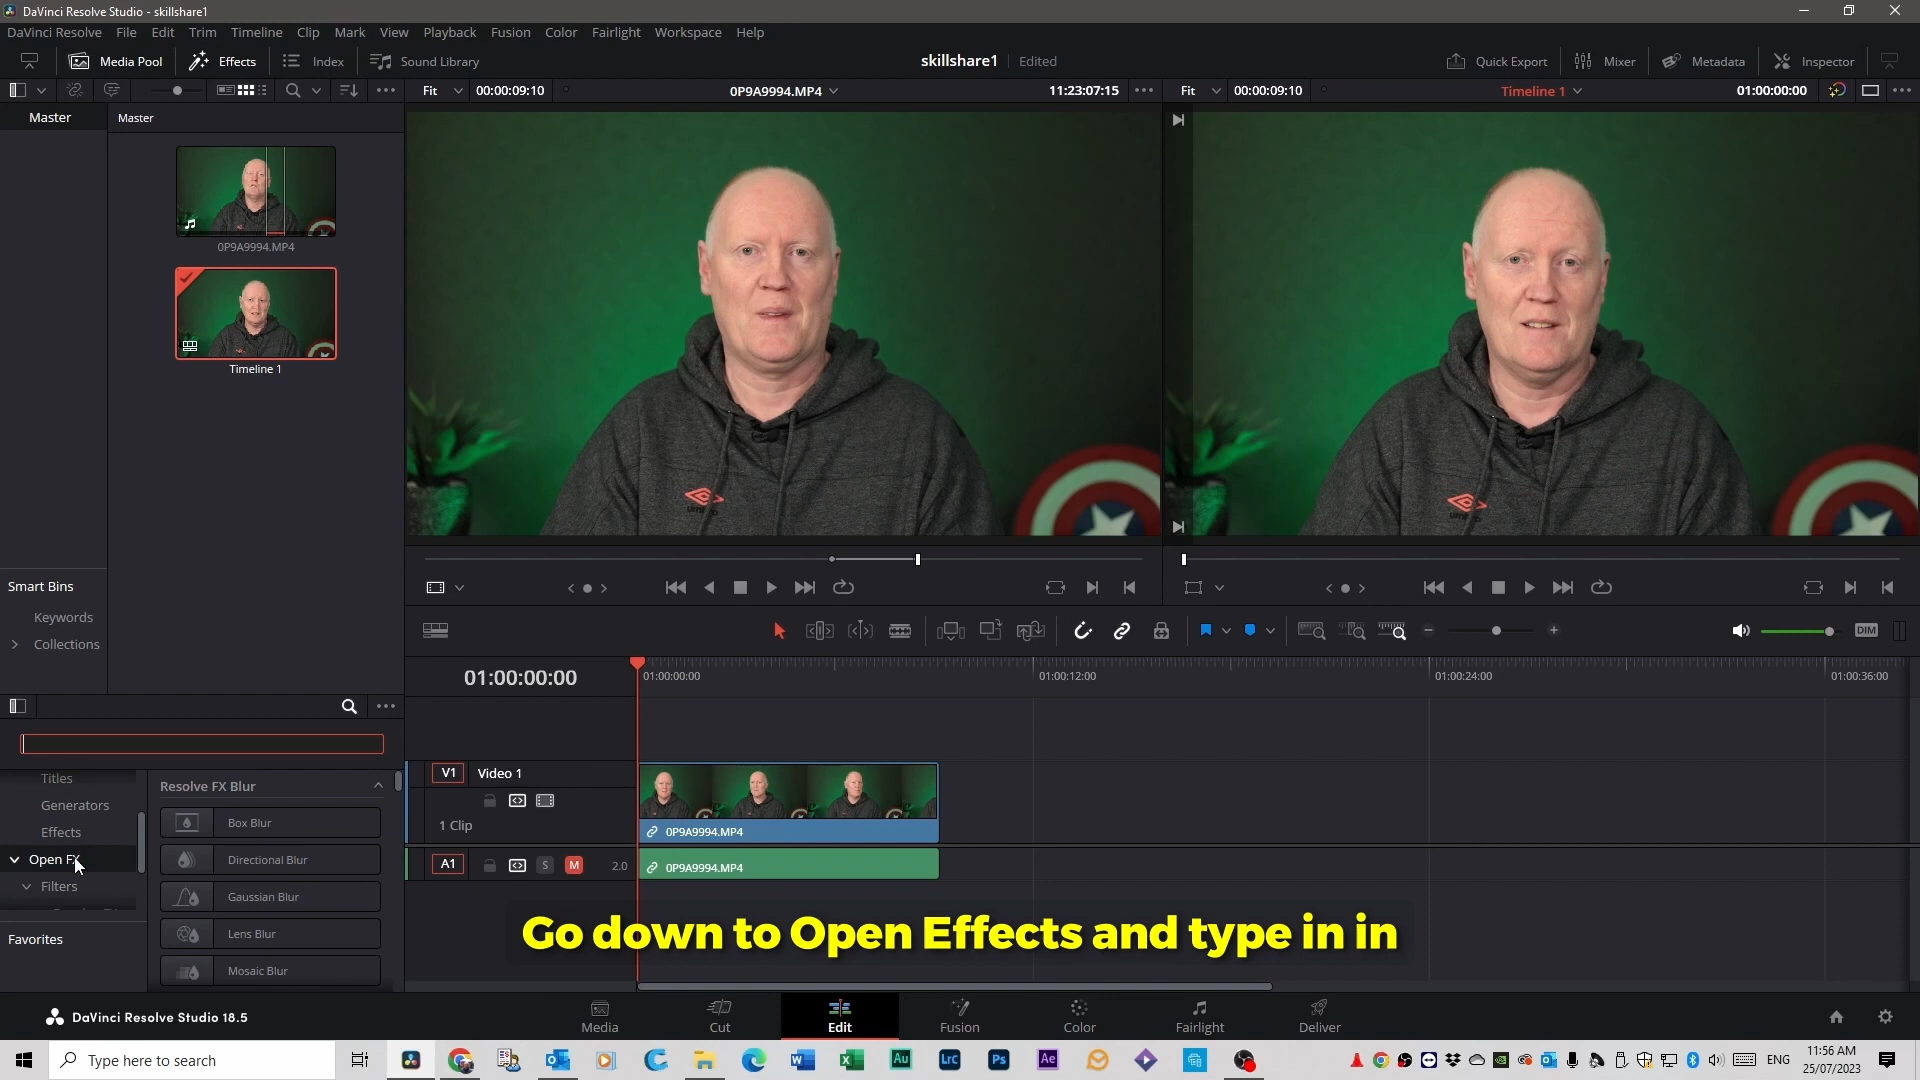 DaVinci Resolve Studio - skillshare1
DaVinci Resolve File Edit Trim Timeline Clip Mark View Playback Fusion Color Fairlight Workspace Help
Media Pool Effects Index Sound Library skillshare1 Edited Quick Export Mixer Metadata Inspector
Fit 00:00:09:10 0P9A9994.MP4 11:23:07:15 Fit 00:00:09:10 Timeline 1 01:00:00:00
Master Master
0P9A9994.MP4
Timeline 1
Smart Bins
Keywords
Collections
DIM
01:00:00:00 01:00:00:00 01:00:12:00 01:00:24:00 01:00:36:00
Titles
Generators
Effects
Open FX
Filters
Favorites
Resolve FX Blur
Box Blur
Directional Blur
Gaussian Blur
Lens Blur
Mosaic Blur
V1 Video 1
1 Clip
0P9A9994.MP4
A1 S M 2.0 0P9A9994.MP4
Go down to Open Effects and type in in
DaVinci Resolve Studio 18.5
Media Cut Edit Fusion Color Fairlight Deliver
Type here to search
Au Lrc Ps Ae
ENG 11:56 AM
25/07/2023